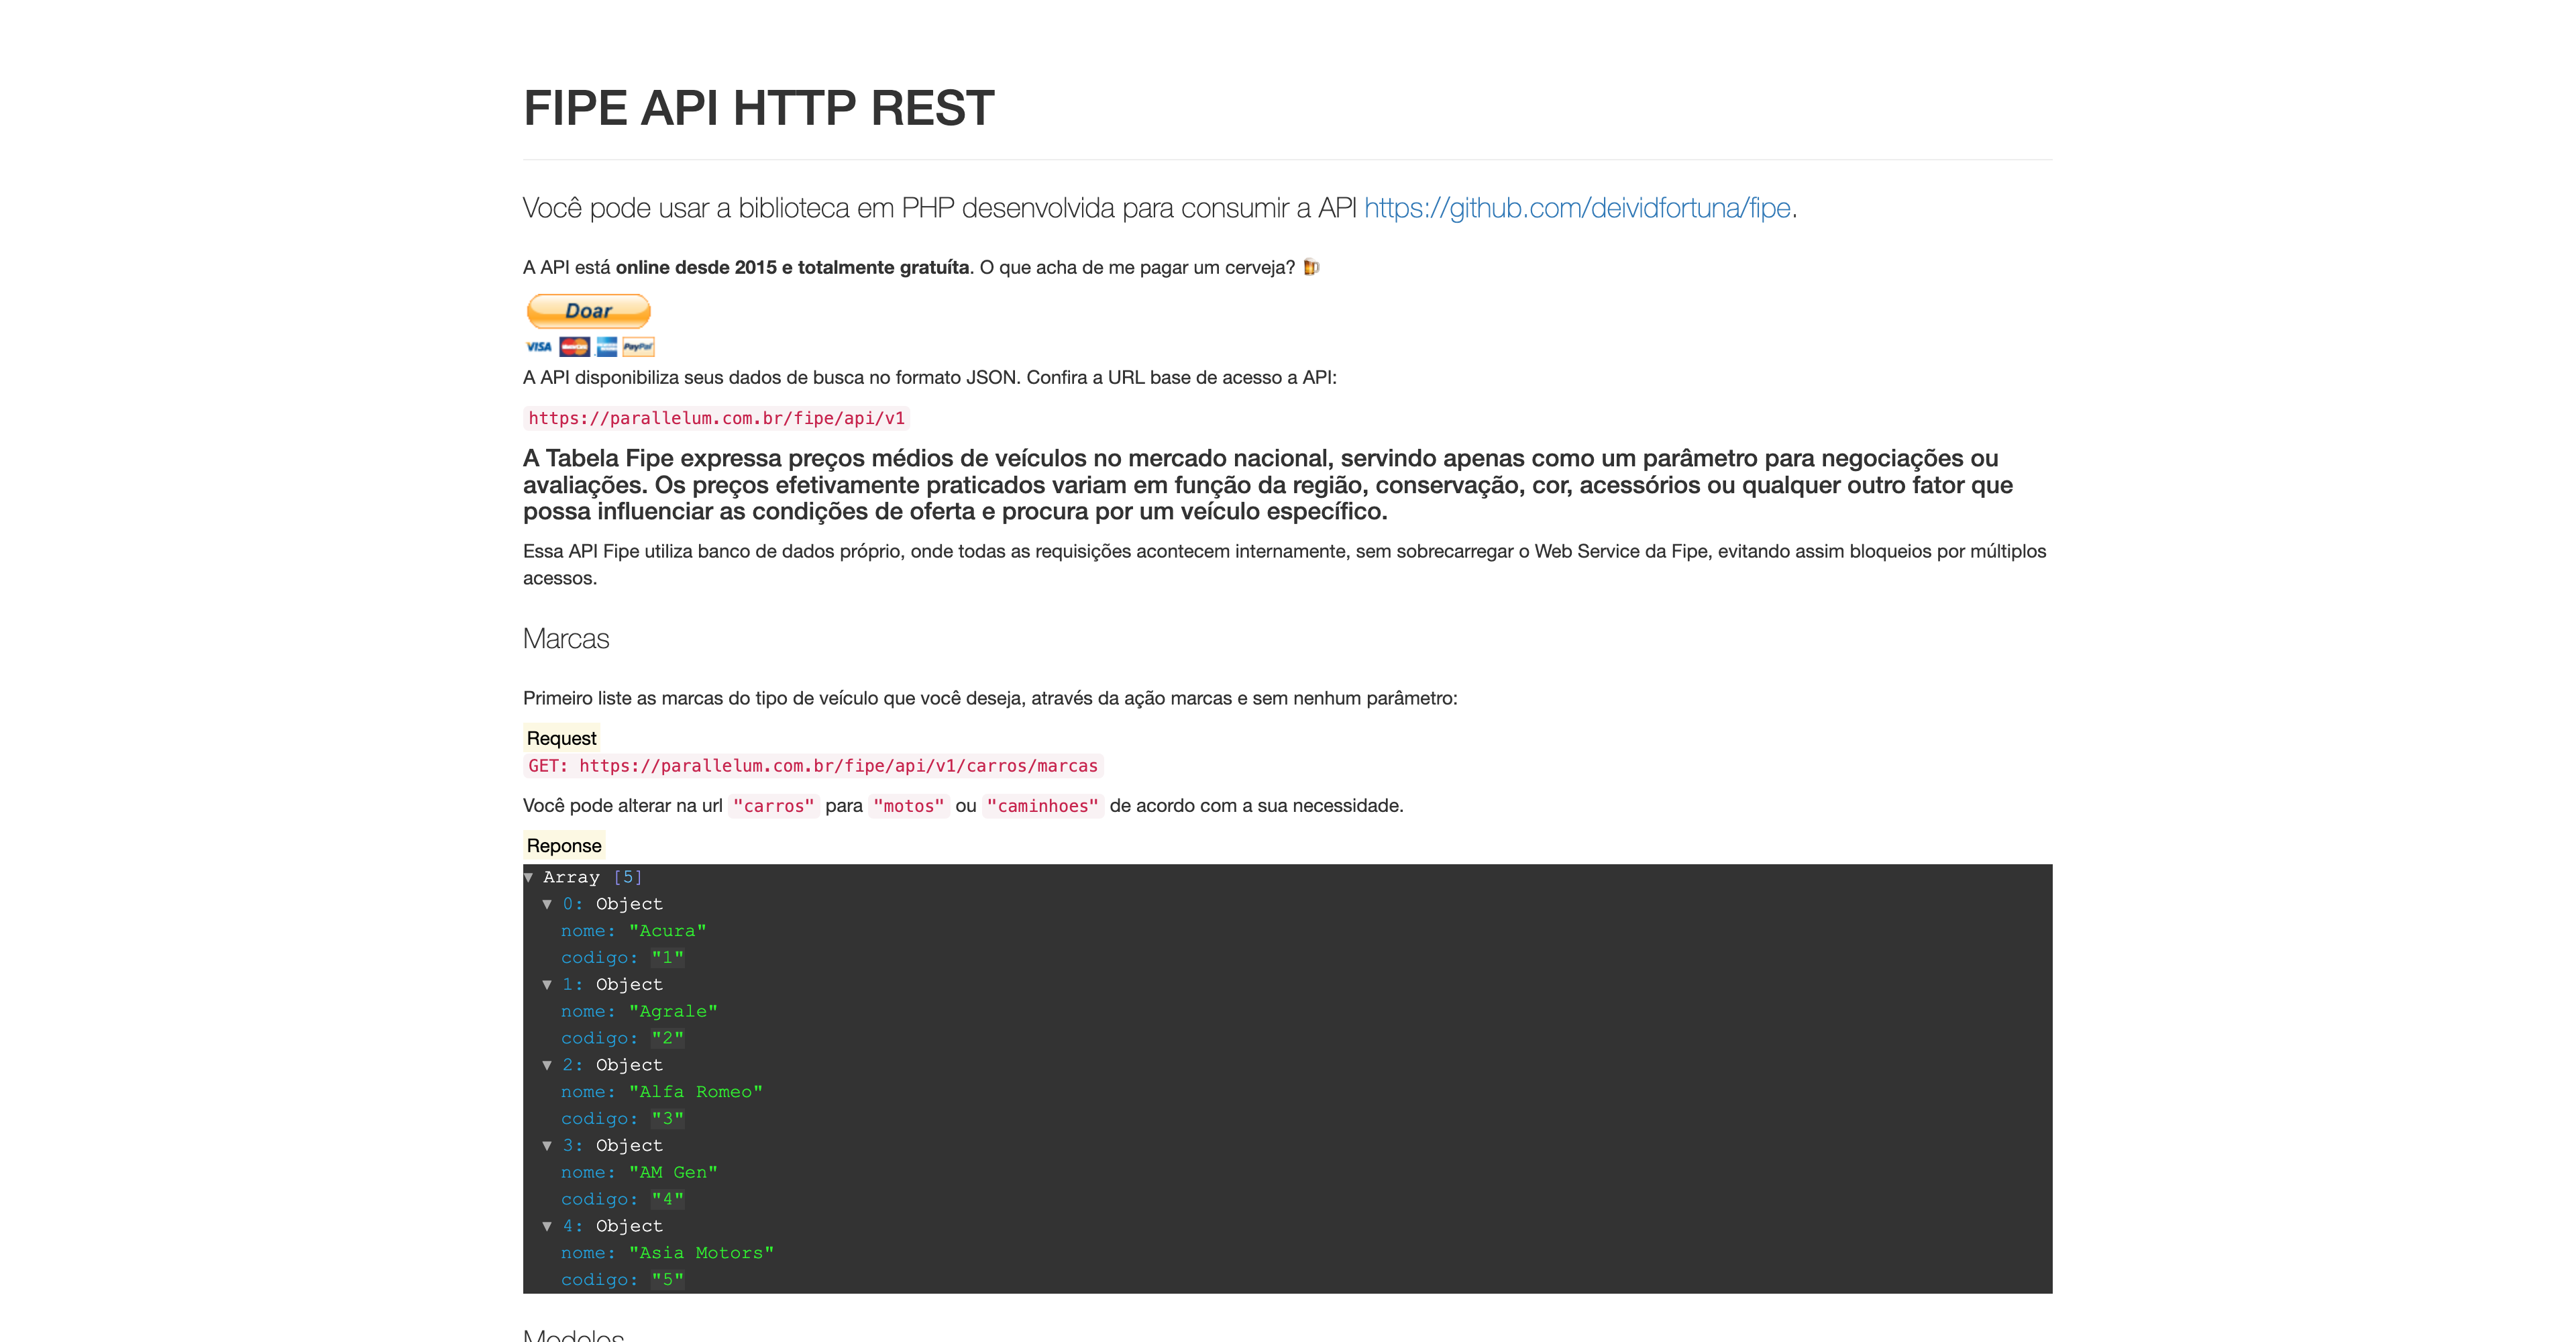 FIPE API HTTP REST
Você pode usar a biblioteca em PHP desenvolvida para consumir a API https://github.com/deividfortuna/fipe.
A API está online desde 2015 e totalmente gratuíta. O que acha de me pagar um cerveja? 🍺
Doar
VISA MasterCard PayPal
A API disponibiliza seus dados de busca no formato JSON. Confira a URL base de acesso a API:
https://parallelum.com.br/fipe/api/v1
A Tabela Fipe expressa preços médios de veículos no mercado nacional, servindo apenas como um parâmetro para negociações ou
avaliações. Os preços efetivamente praticados variam em função da região, conservação, cor, acessórios ou qualquer outro fator que
possa influenciar as condições de oferta e procura por um veículo específico.
Essa API Fipe utiliza banco de dados próprio, onde todas as requisições acontecem internamente, sem sobrecarregar o Web Service da Fipe, evitando assim bloqueios por múltiplos
acessos.
Marcas
Primeiro liste as marcas do tipo de veículo que você deseja, através da ação marcas e sem nenhum parâmetro:
Request
GET: https://parallelum.com.br/fipe/api/v1/carros/marcas
Você pode alterar na url "carros" para "motos" ou "caminhoes" de acordo com a sua necessidade.
Reponse
▼ Array [5]
▼ 0: Object
nome: "Acura"
codigo: "1"
▼ 1: Object
nome: "Agrale"
codigo: "2"
▼ 2: Object
nome: "Alfa Romeo"
codigo: "3"
▼ 3: Object
nome: "AM Gen"
codigo: "4"
▼ 4: Object
nome: "Asia Motors"
codigo: "5"
Modelos